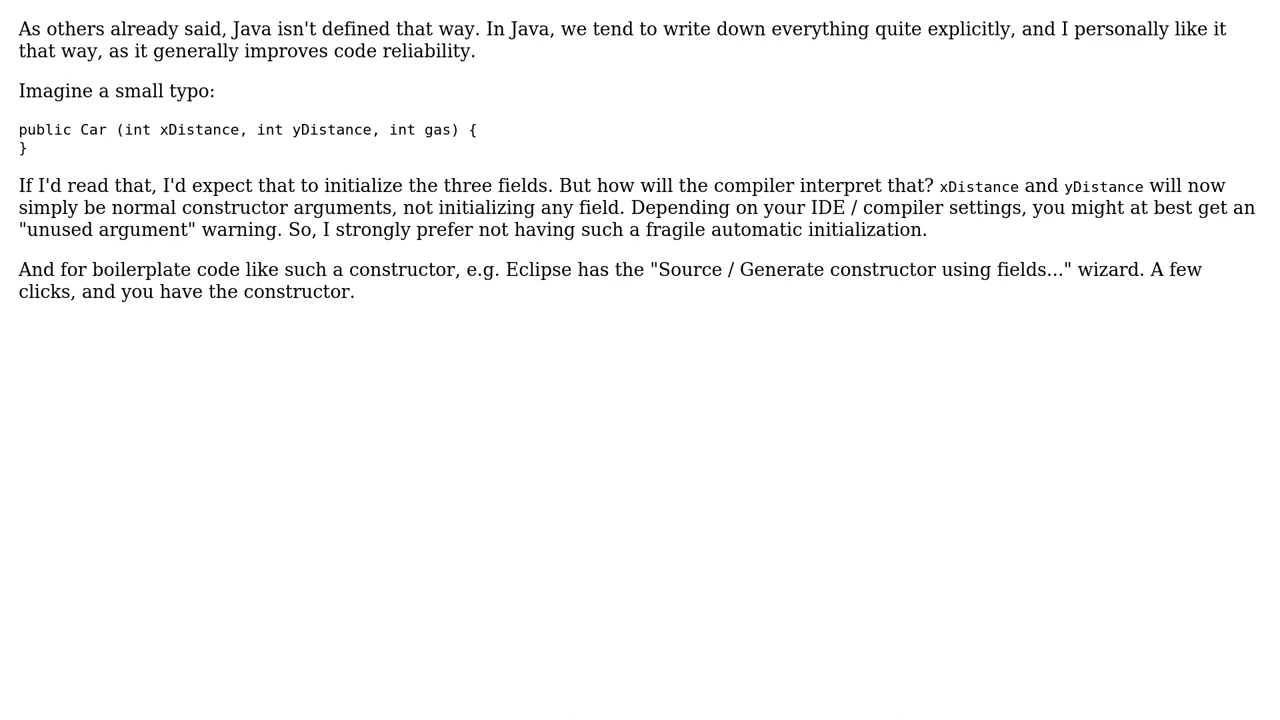 As others already said, Java isn't defined that way. In Java, we tend to write down everything quite explicitly, and I personally like it
that way, as it generally improves code reliability.
Imagine a small typo:
public Car (int xDistance, int yDistance, int gas) {
}
If I'd read that, I'd expect that to initialize the three fields. But how will the compiler interpret that? xDistance and yDistance will now
simply be normal constructor arguments, not initializing any field. Depending on your IDE / compiler settings, you might at best get an
"unused argument" warning. So, I strongly prefer not having such a fragile automatic initialization.
And for boilerplate code like such a constructor, e.g. Eclipse has the "Source / Generate constructor using fields..." wizard. A few
clicks, and you have the constructor.